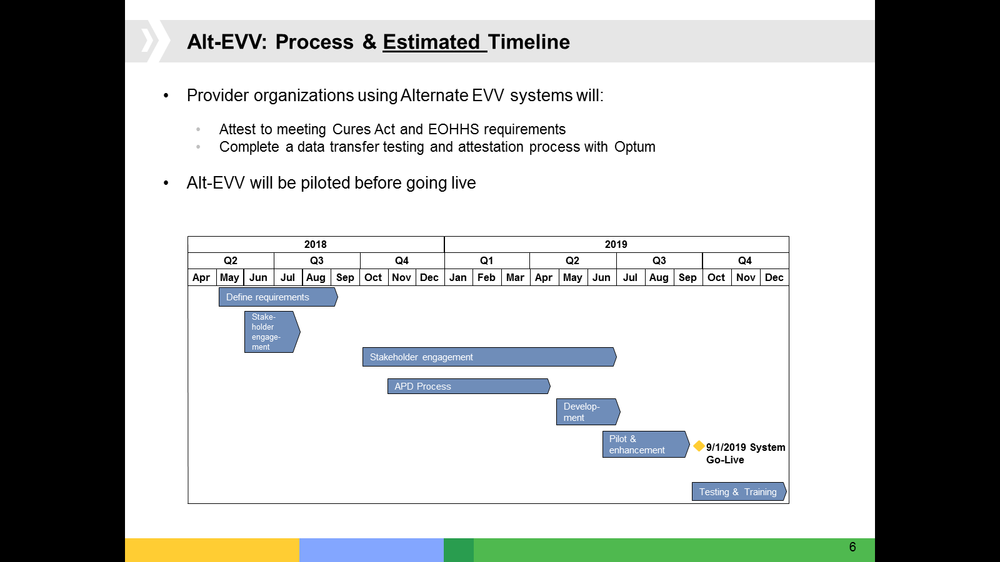 Alt-EVV: Process & Estimated Timeline
• Provider organizations using Alternate EVV systems will:
• Attest to meeting Cures Act and EOHHS requirements
• Complete a data transfer testing and attestation process with Optum
• Alt-EVV will be piloted before going live
2018 2019
Q2 Q3 Q4 Q1 Q2 Q3 Q4
Apr May Jun Jul Aug Sep Oct Nov Dec Jan Feb Mar Apr May Jun Jul Aug Sep Oct Nov Dec
Define requirements
Stake-
holder
engage-
ment
Stakeholder engagement
APD Process
Develop-
ment
Pilot &
enhancement
9/1/2019 System
Go-Live
Testing & Training
6